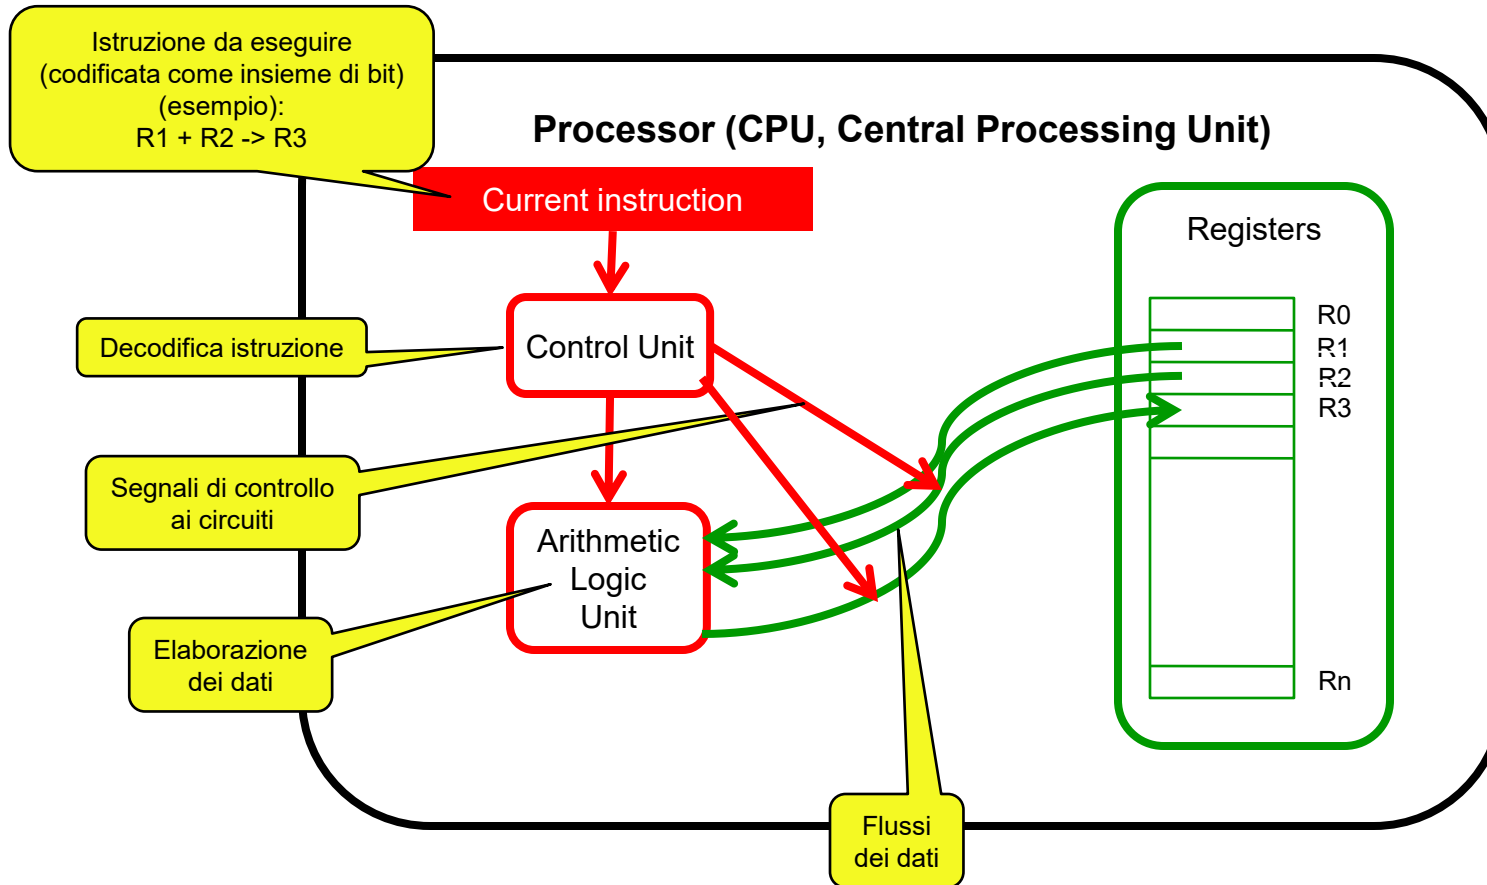 Istruzione da eseguire
(codificata come insieme di bit)
(esempio):
R1 + R2 -> R3
Processor (CPU, Central Processing Unit)
Current instruction
Registers
R0
R1
R2
R3
Rn
Decodifica istruzione
Control Unit
Segnali di controllo
ai circuiti
Arithmetic
Logic
Unit
Elaborazione
dei dati
Flussi
dei dati